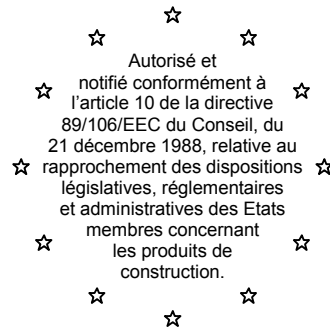 Autorisé et
notifié conformément à
l’article 10 de la directive
89/106/EEC du Conseil, du
21 décembre 1988, relative au
rapprochement des dispositions
législatives, réglementaires
et administratives des Etats
membres concernant
les produits de
construction.